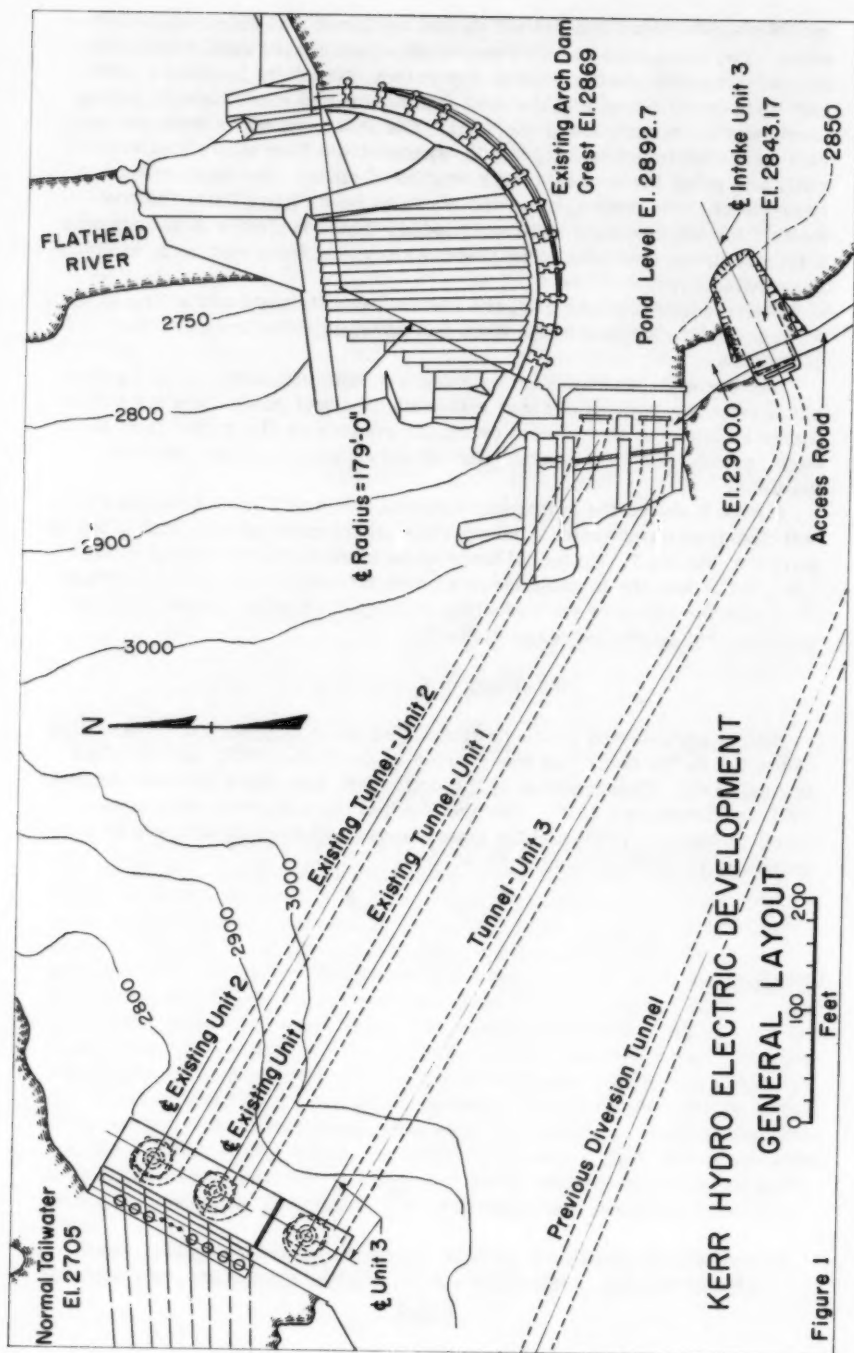 Normal Tailwater
El.2705
2800
2900
3000
℄ Existing Unit 2
℄ Existing Unit 1
℄ Unit 3
N
3000
2900
2800
2750
FLATHEAD
RIVER
℄ Radius=179'-0"
Existing Arch Dam
Crest El.2869
Pond Level El.2892.7
℄ Intake Unit 3
El.2843.17
2850
El.2900.0
Access Road
Existing Tunnel-Unit 2
Existing Tunnel-Unit 1
Tunnel-Unit 3
Previous Diversion Tunnel
KERR HYDRO ELECTRIC DEVELOPMENT
GENERAL LAYOUT
0 100 200
Feet
Figure 1